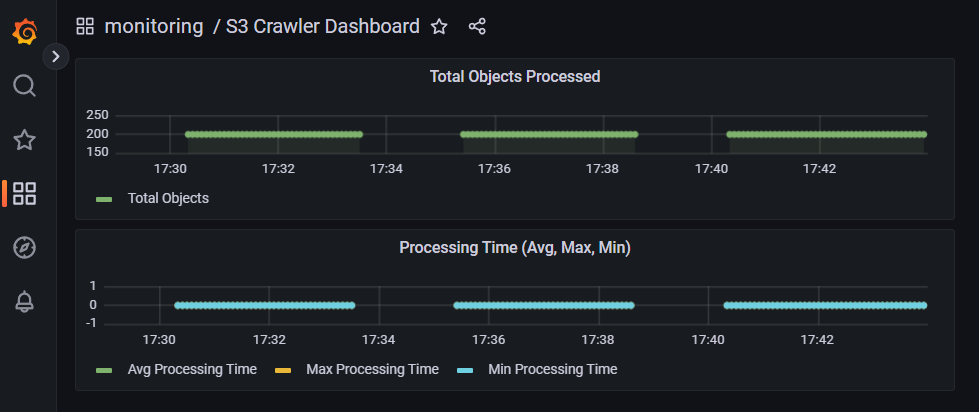 monitoring / S3 Crawler Dashboard
Total Objects Processed
250
200
150
17:30 17:32 17:34 17:36 17:38 17:40 17:42
Total Objects
Processing Time (Avg, Max, Min)
1
0
-1
17:30 17:32 17:34 17:36 17:38 17:40 17:42
Avg Processing Time Max Processing Time Min Processing Time